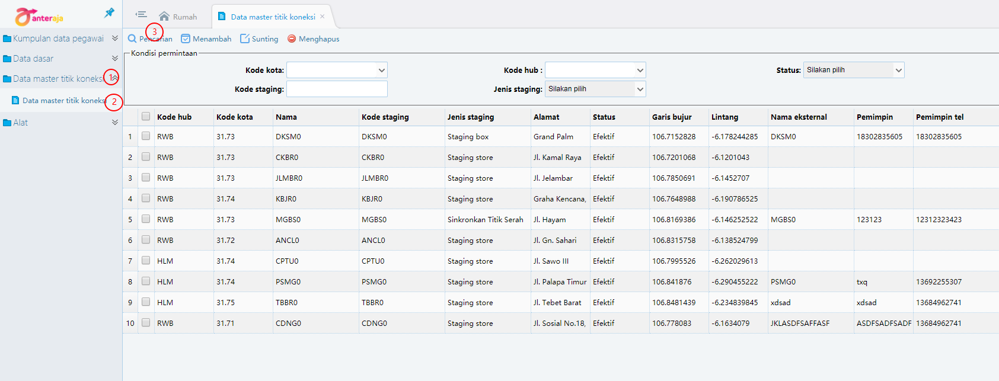 anteraja
Kumpulan data pegawai
Data dasar
Data master titik koneksi 1
Data master titik koneksi 2
Alat
Rumah
Data master titik koneksi ×
3
Pencarian Menambah Sunting Menghapus
Kondisi permintaan
Kode kota: Kode hub : Status: Silakan pilih
Kode staging: Jenis staging: Silakan pilih
Kode hub Kode kota Nama Kode staging Jenis staging Alamat Status Garis bujur Lintang Nama eksternal Pemimpin Pemimpin tel
1 RWB 31.73 DKSM0 DKSM0 Staging box Grand Palm Efektif 106.7152828 -6.178244285 DKSM0 18302835605 18302835605
2 RWB 31.73 CKBR0 CKBR0 Staging store Jl. Kamal Raya Efektif 106.7201068 -6.1201043
3 RWB 31.73 JLMBR0 JLMBR0 Staging store Jl. Jelambar Efektif 106.7850691 -6.1452707
4 RWB 31.74 KBJR0 KBJR0 Staging store Graha Kencana, Efektif 106.7648988 -6.190786525
5 RWB 31.73 MGBS0 MGBS0 Sinkronkan Titik Serah Jl. Hayam Efektif 106.8169386 -6.146252522 MGBS0 123123 12312323423
6 RWB 31.72 ANCL0 ANCL0 Staging store Jl. Gn. Sahari Efektif 106.8315758 -6.138524799
7 HLM 31.74 CPTU0 CPTU0 Staging store Jl. Sawo III Efektif 106.7995526 -6.262029613
8 HLM 31.74 PSMG0 PSMG0 Staging store Jl. Palapa Timur Efektif 106.841876 -6.290455222 PSMG0 txq 13692255307
9 HLM 31.75 TBBR0 TBBR0 Staging store Jl. Tebet Barat Efektif 106.8481439 -6.234839845 xdsad xdsad 13684962741
10 RWB 31.71 CDNG0 CDNG0 Staging store Jl. Sosial No.18, Efektif 106.778083 -6.1634079 JKLASDFSAFFASF ASDFSADFSADF 13684962741